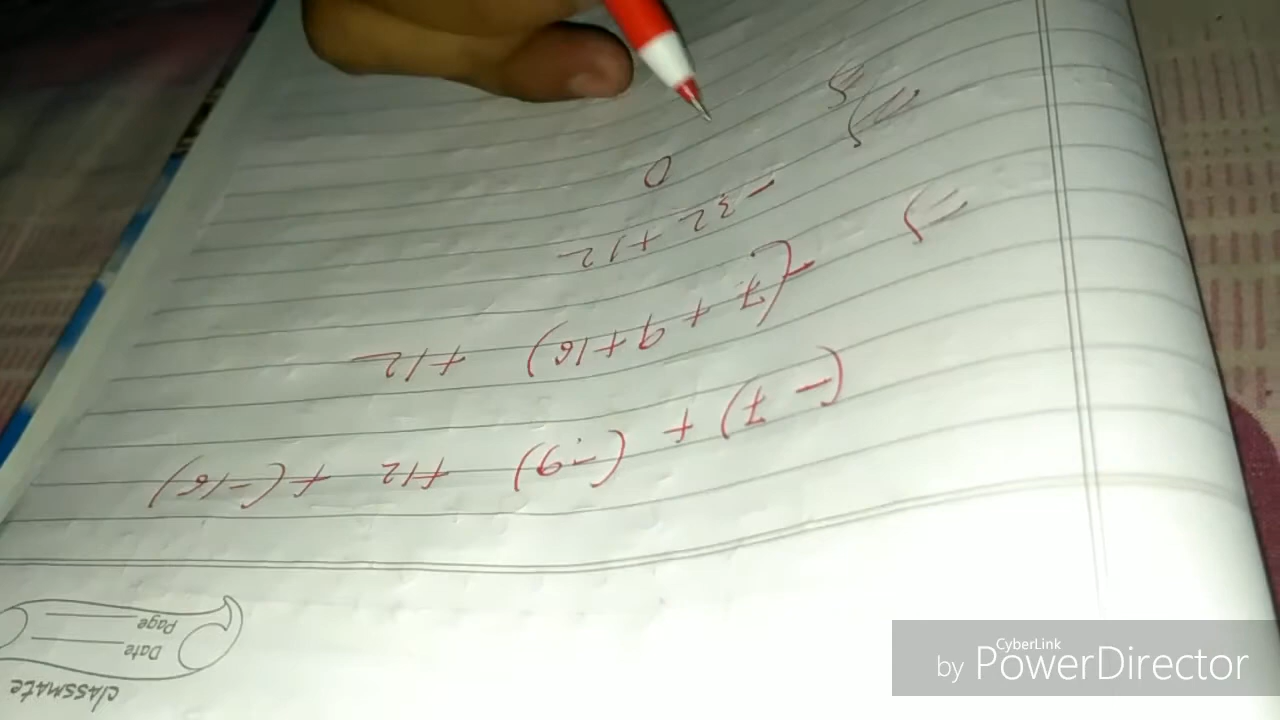 classmate
Date
Page
(-7) + (-9) +12 + (-16)
⇒ -(7+9+16) +12
⇒ -32 +12
⇒ 0
CyberLink
by PowerDirector